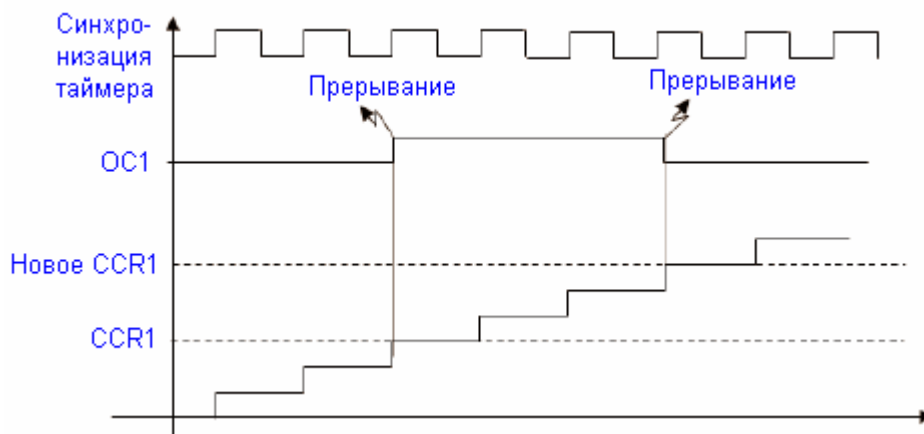 Синхро-
низация
таймера
Прерывание
Прерывание
OC1
Новое CCR1
CCR1